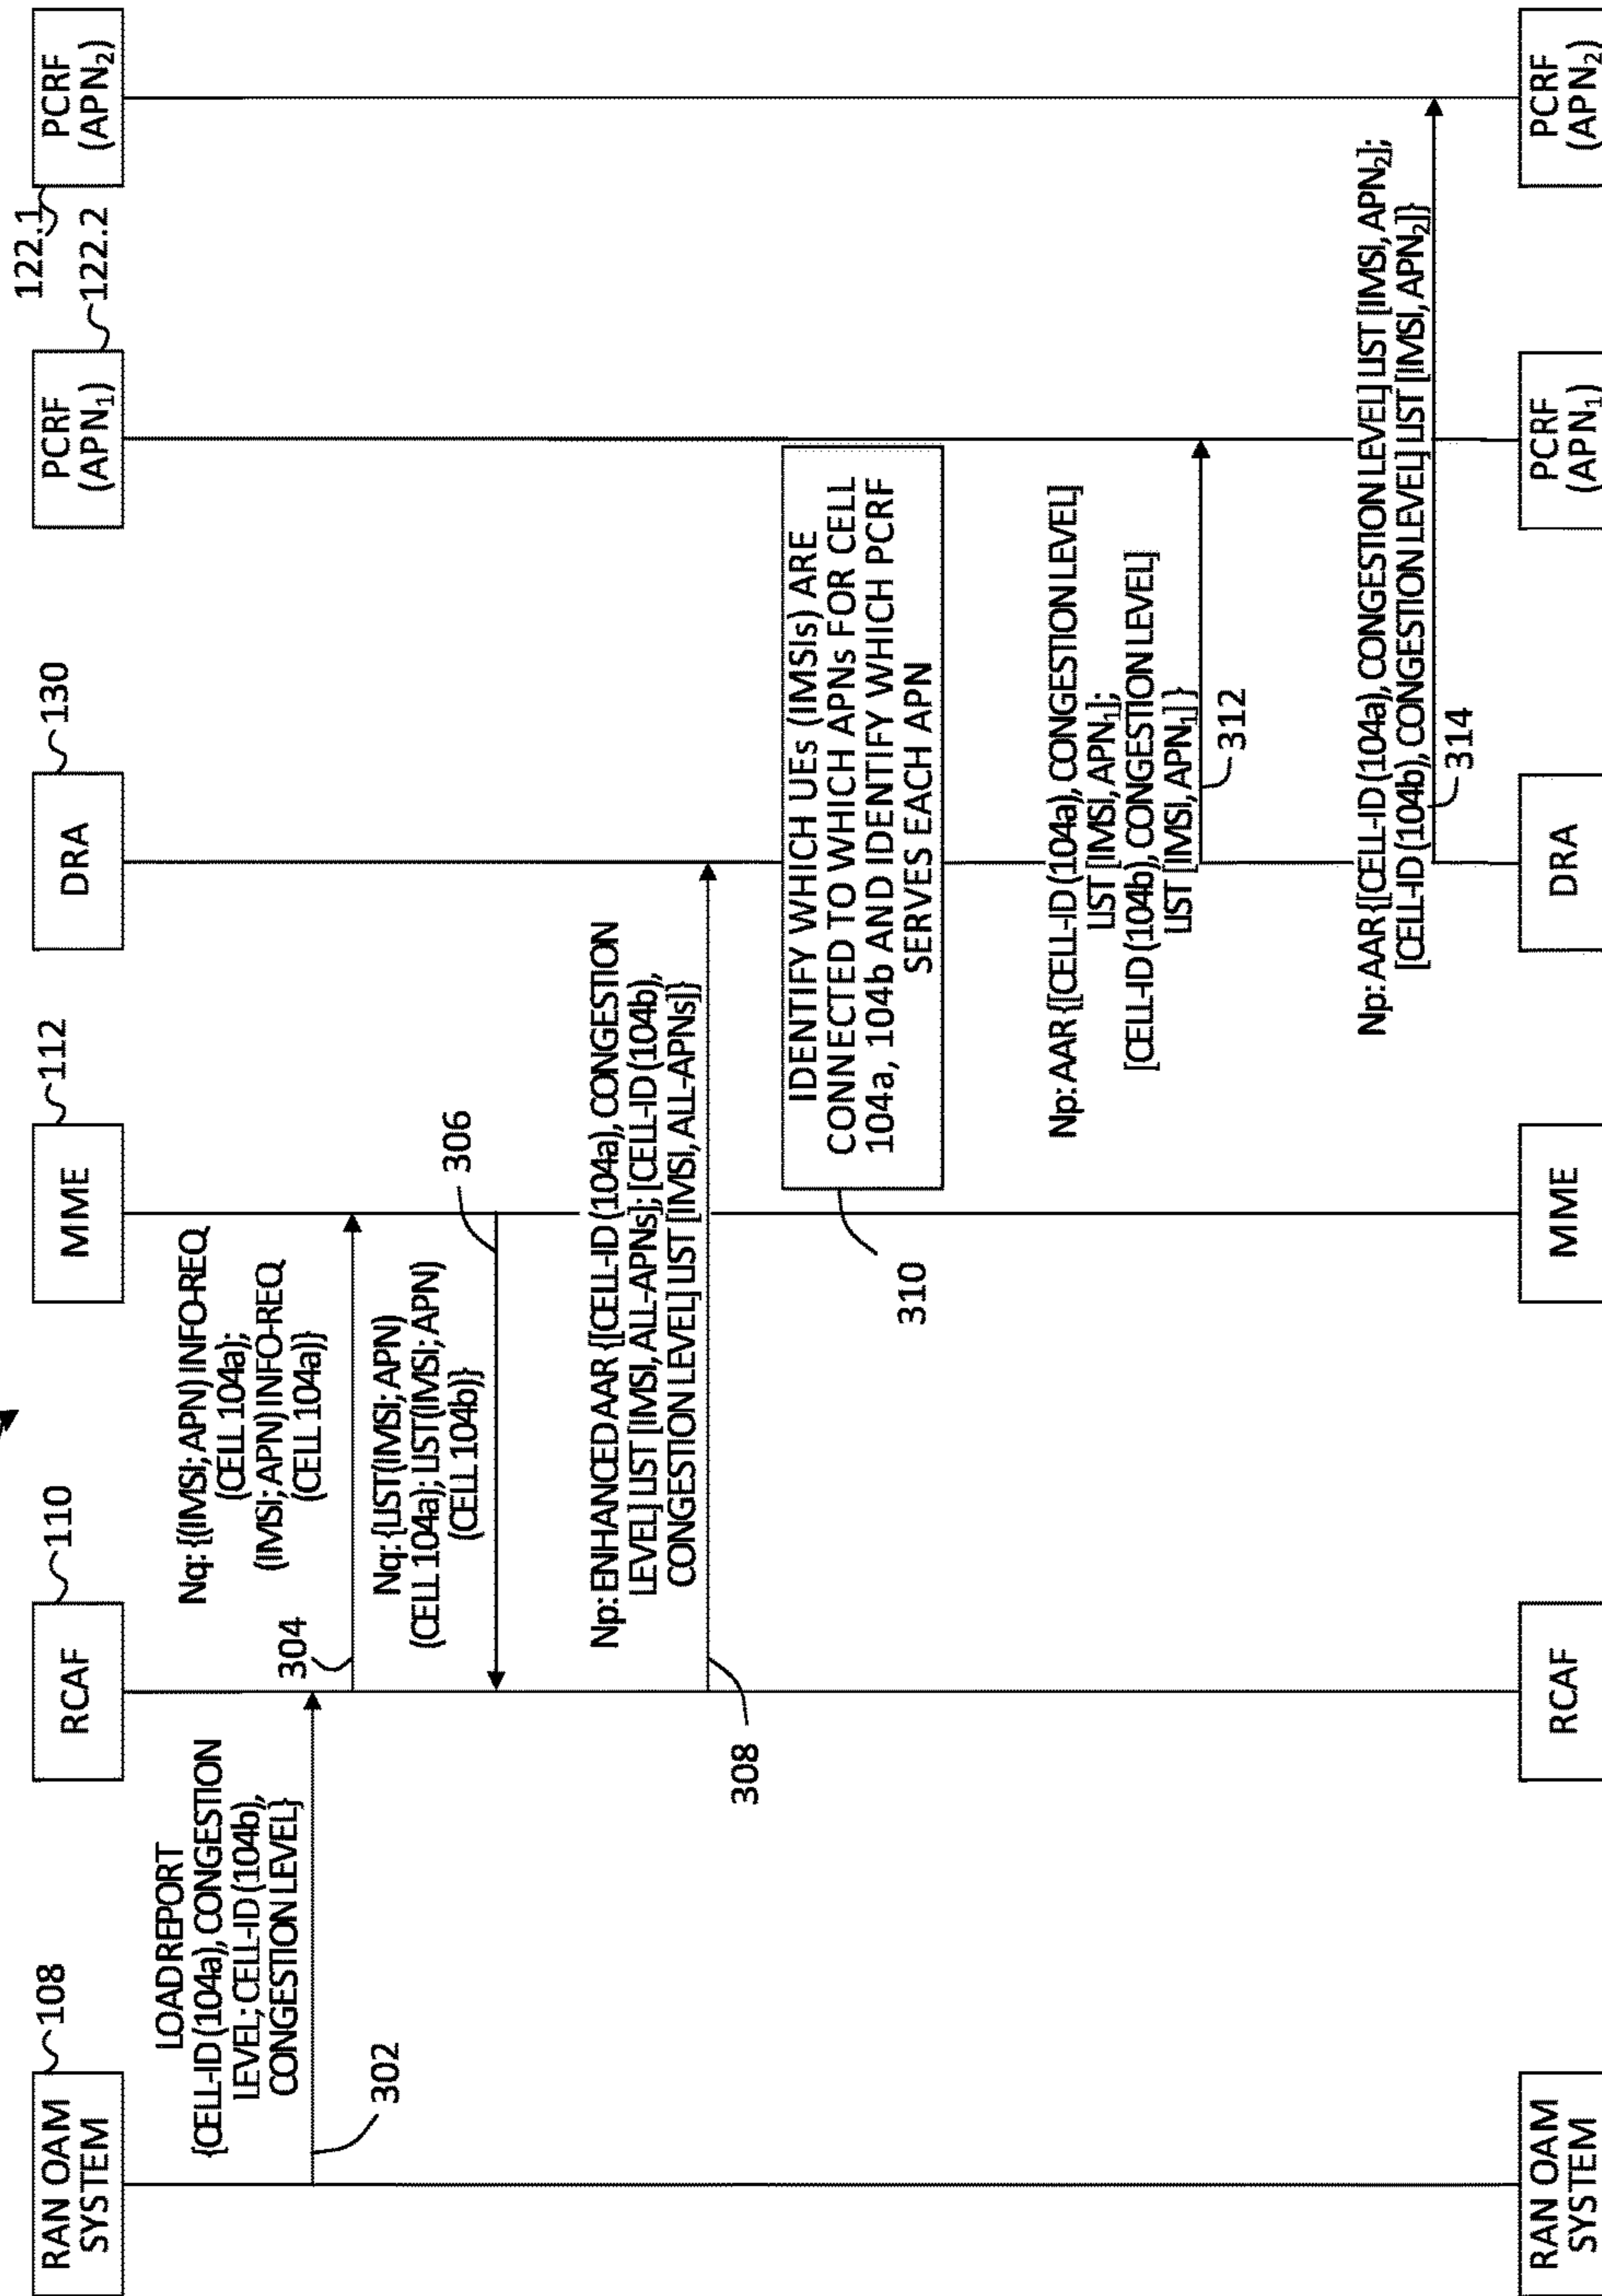 RAN OAM
SYSTEM
108
RCAF
110
MME
112
DRA
130
PCRF
(APN₁)
122.2
PCRF
(APN₂)
122.1
LOAD REPORT
{CELL-ID (104a), CONGESTION
LEVEL; CELL-ID (104b),
CONGESTION LEVEL}
302
Nq: {(IMSI; APN) INFO-REQ
(CELL 104a);
(IMSI; APN) INFO-REQ
(CELL 104a)}
304
Nq: {LIST(IMSI; APN)
(CELL 104a); LIST(IMSI; APN)
(CELL 104b)}
306
Np: ENHANCED AAR {[CELL-ID (104a), CONGESTION
LEVEL] LIST [IMSI, ALL-APNs]; [CELL-ID (104b),
CONGESTION LEVEL] LIST [IMSI, ALL-APNs]}
308
IDENTIFY WHICH UEs (IMSIs) ARE
CONNECTED TO WHICH APNs FOR CELL
104a, 104b AND IDENTIFY WHICH PCRF
SERVES EACH APN
310
Np: AAR {[CELL-ID (104a), CONGESTION LEVEL]
LIST [IMSI, APN₁];
[CELL-ID (104b), CONGESTION LEVEL]
LIST [IMSI, APN₁] }
312
Np: AAR {[CELL-ID (104a), CONGESTION LEVEL] LIST [IMSI, APN₂];
[CELL-ID (104b), CONGESTION LEVEL] LIST [IMSI, APN₂]}
314
RAN OAM
SYSTEM
RCAF
MME
DRA
PCRF
(APN₁)
PCRF
(APN₂)